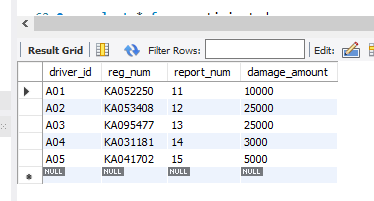 Result Grid Filter Rows: Edit:
driver_id reg_num report_num damage_amount
A01 KA052250 11 10000
A02 KA053408 12 25000
A03 KA095477 13 25000
A04 KA031181 14 3000
A05 KA041702 15 5000
NULL NULL NULL NULL